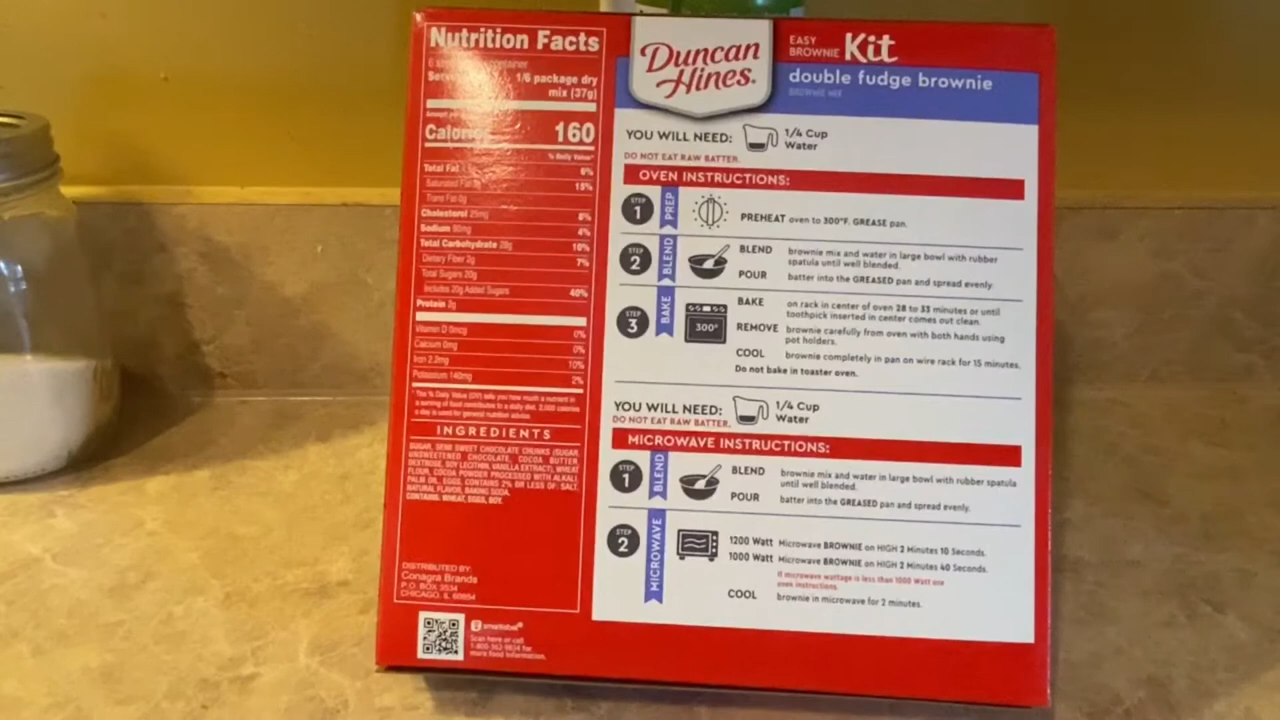 Nutrition Facts
container
1/6 package dry
mix (37g)
Calories 160
% Daily Value*
Total Fat 6%
Saturated Fat 15%
Trans Fat 0g
Cholesterol 25mg 8%
Sodium 90mg 4%
Total Carbohydrate 28g 10%
Dietary Fiber 2g 7%
Total Sugars 20g
Includes 20g Added Sugars 40%
Protein 2g
Vitamin D 0mcg 0%
Calcium 0mg 0%
Iron 2.2mg 10%
Potassium 140mg 2%
* The % Daily Value (DV) tells you how much a nutrient in
a serving of food contributes to a daily diet. 2,000 calories
a day is used for general nutrition advice.
INGREDIENTS
SUGAR, SEMI SWEET CHOCOLATE CHUNKS (SUGAR,
UNSWEETENED CHOCOLATE, COCOA BUTTER,
DEXTROSE, SOY LECITHIN, VANILLA EXTRACT), WHEAT
FLOUR, COCOA POWDER PROCESSED WITH ALKALI,
PALM OIL, EGGS, CONTAINS 2% OR LESS OF: SALT,
NATURAL FLAVOR, BAKING SODA.
CONTAINS: WHEAT, EGGS, SOY.
DISTRIBUTED BY:
Conagra Brands
P.O. BOX 3534
CHICAGO, IL 60654
smartlabel®
Scan here or call
1-800-362-9834 for
more food information.
Duncan
Hines®
EASY
BROWNIE Kit
double fudge brownie
BROWNIE MIX
YOU WILL NEED: 1/4 Cup
Water
DO NOT EAT RAW BATTER.
OVEN INSTRUCTIONS:
STEP 1 PREP PREHEAT oven to 300°F. GREASE pan.
STEP 2 BLEND BLEND brownie mix and water in large bowl with rubber
spatula until well blended.
POUR batter into the GREASED pan and spread evenly.
STEP 3 BAKE 300° BAKE on rack in center of oven 28 to 33 minutes or until
toothpick inserted in center comes out clean.
REMOVE brownie carefully from oven with both hands using
pot holders.
COOL brownie completely in pan on wire rack for 15 minutes.
Do not bake in toaster oven.
YOU WILL NEED: 1/4 Cup
Water
DO NOT EAT RAW BATTER.
MICROWAVE INSTRUCTIONS:
STEP 1 BLEND BLEND brownie mix and water in large bowl with rubber spatula
until well blended.
POUR batter into the GREASED pan and spread evenly.
STEP 2 MICROWAVE 1200 Watt Microwave BROWNIE on HIGH 2 Minutes 10 Seconds.
1000 Watt Microwave BROWNIE on HIGH 2 Minutes 40 Seconds.
If microwave wattage is less than 1000 Watt use
oven instructions.
COOL brownie in microwave for 2 minutes.